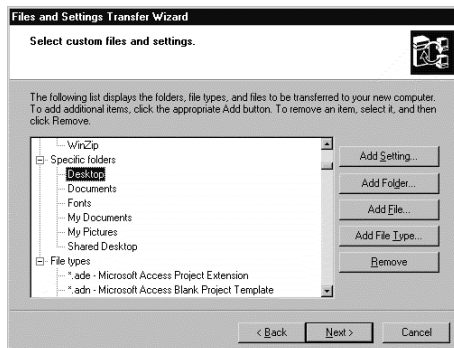 Files and Settings Transfer Wizard
Select custom files and settings.
The following list displays the folders, file types, and files to be transferred to your new computer.
To add additional items, click the appropriate Add button. To remove an item, select it, and then
click Remove.
WinZip
Specific folders
Desktop
Documents
Fonts
My Documents
My Pictures
Shared Desktop
File types
*.ade - Microsoft Access Project Extension
*.adn - Microsoft Access Blank Project Template
Add Setting...
Add Folder...
Add File...
Add File Type...
Remove
< Back
Next >
Cancel